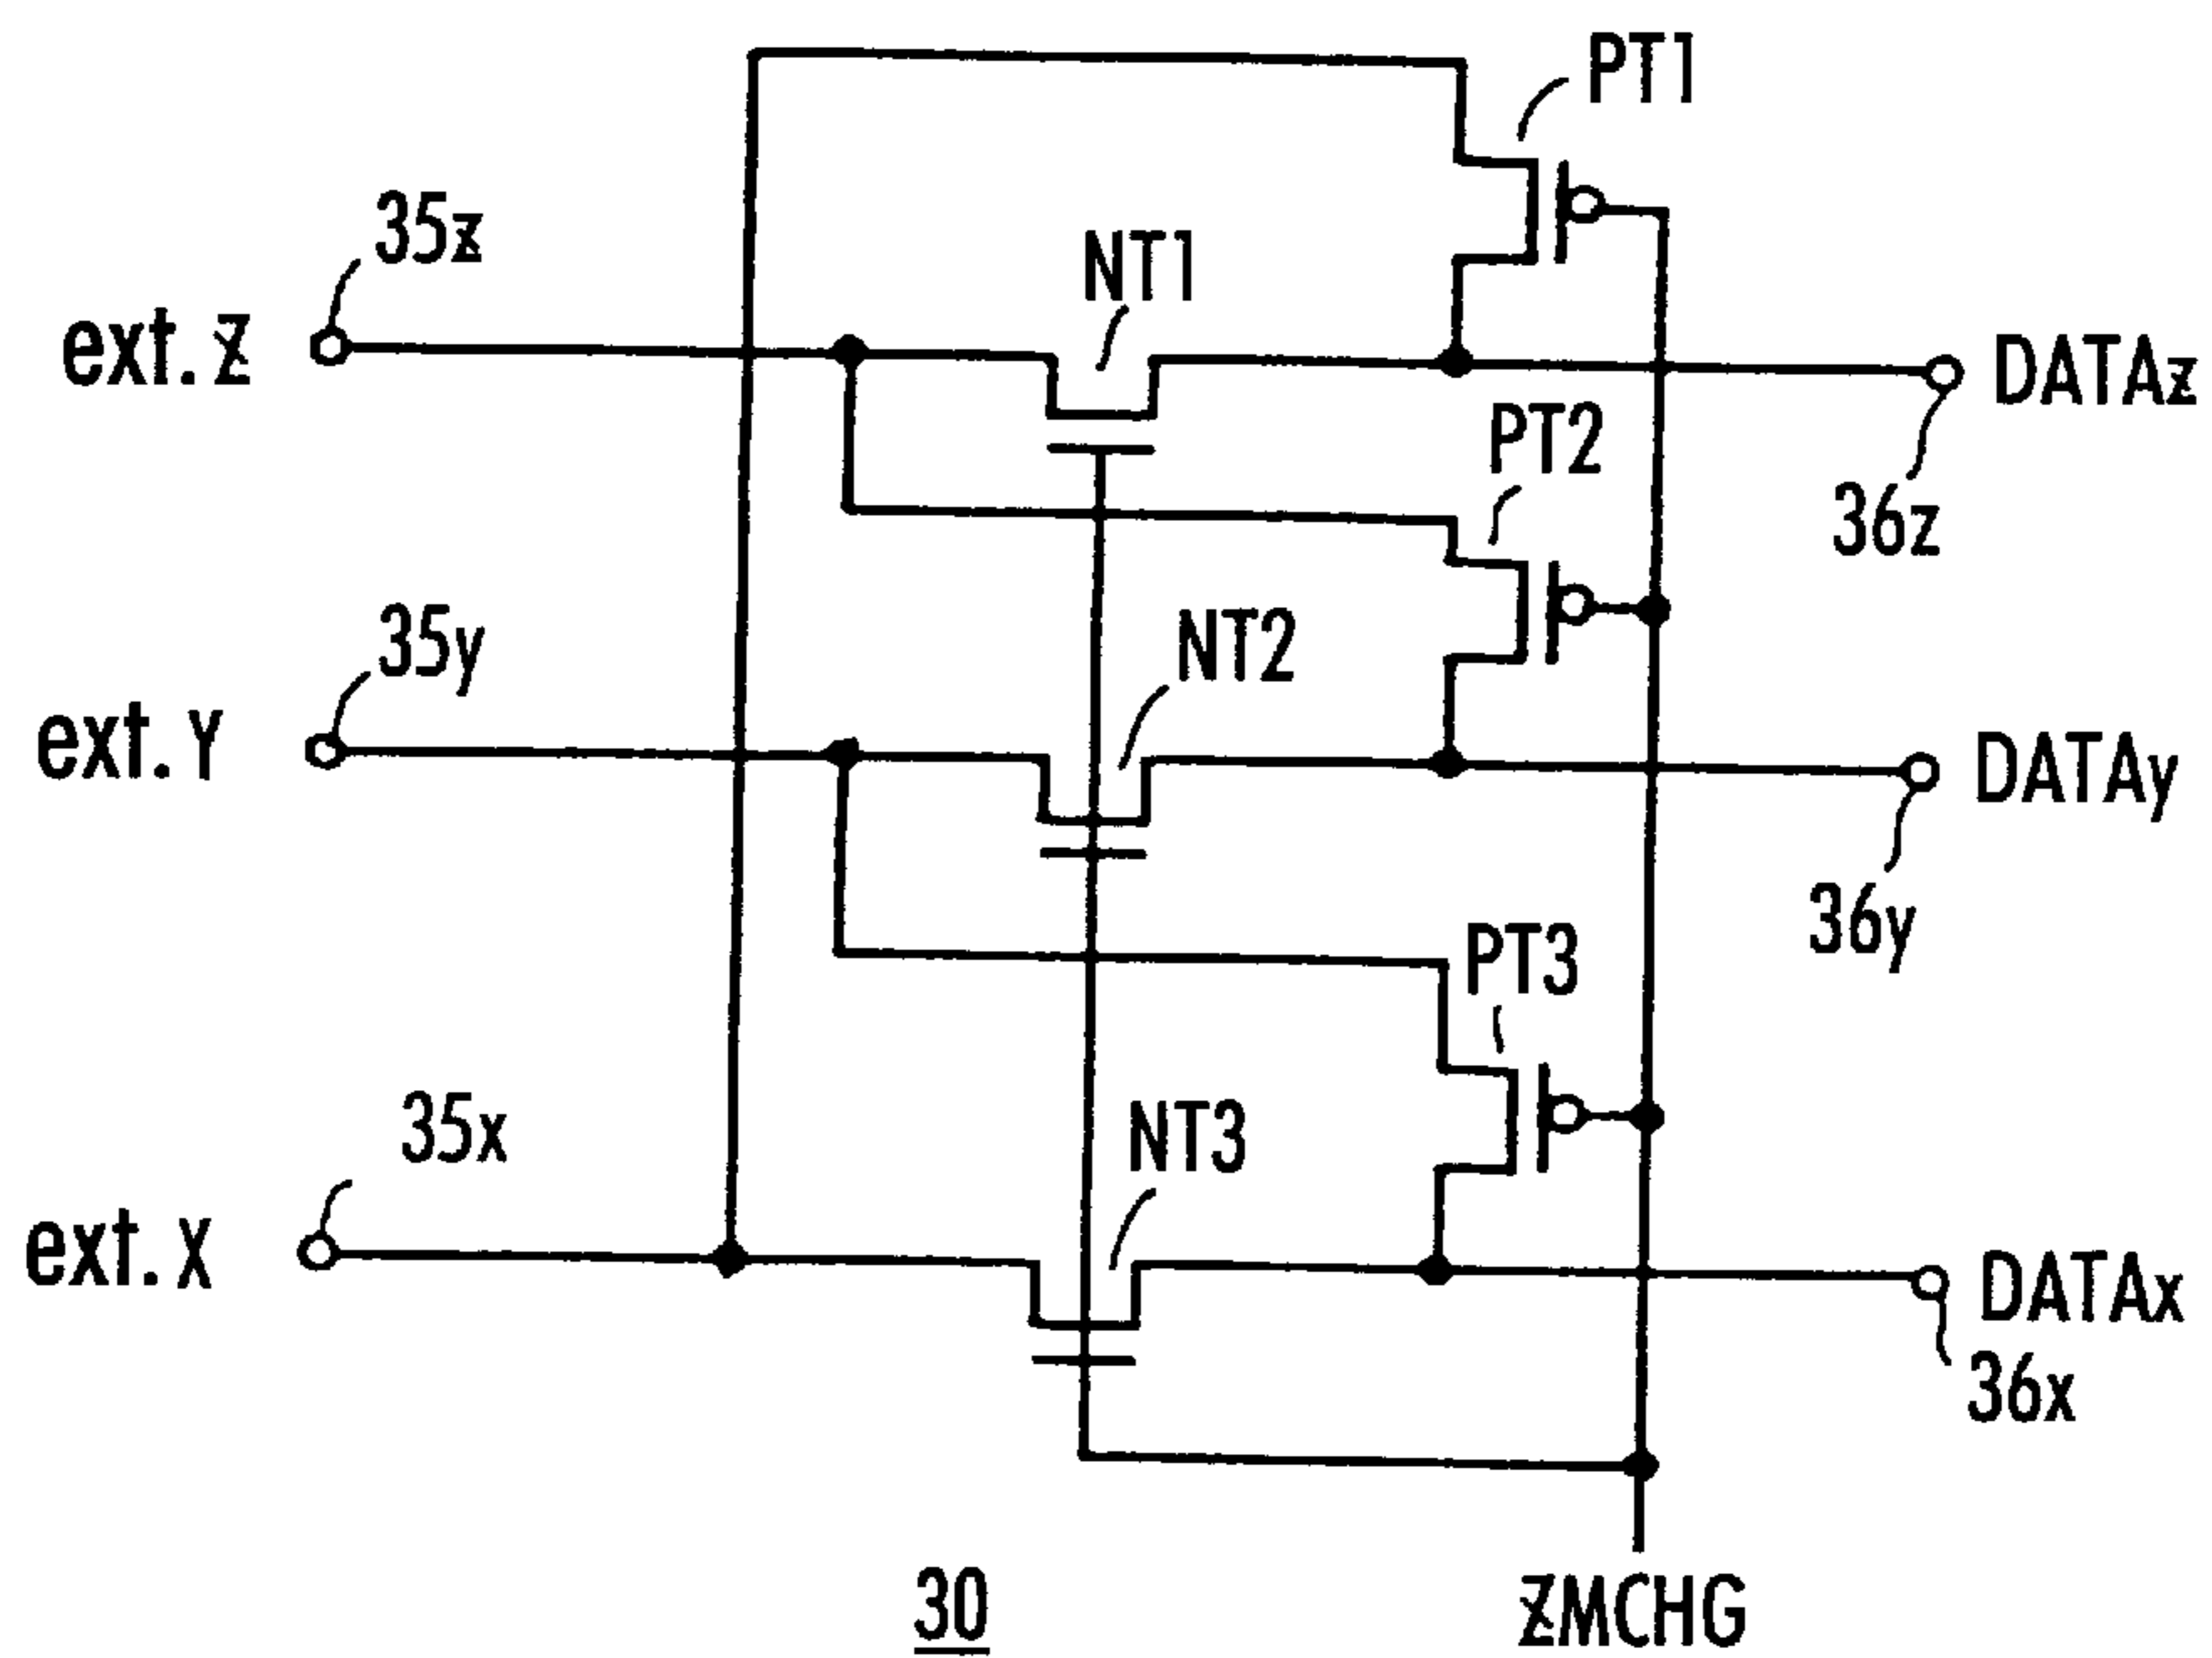 PT1
35z
NT1
ext. Z
DATAz
PT2
36z
35y
NT2
ext. Y
DATAy
36y
PT3
35x
NT3
ext. X
DATAx
36x
30
ZMCHG